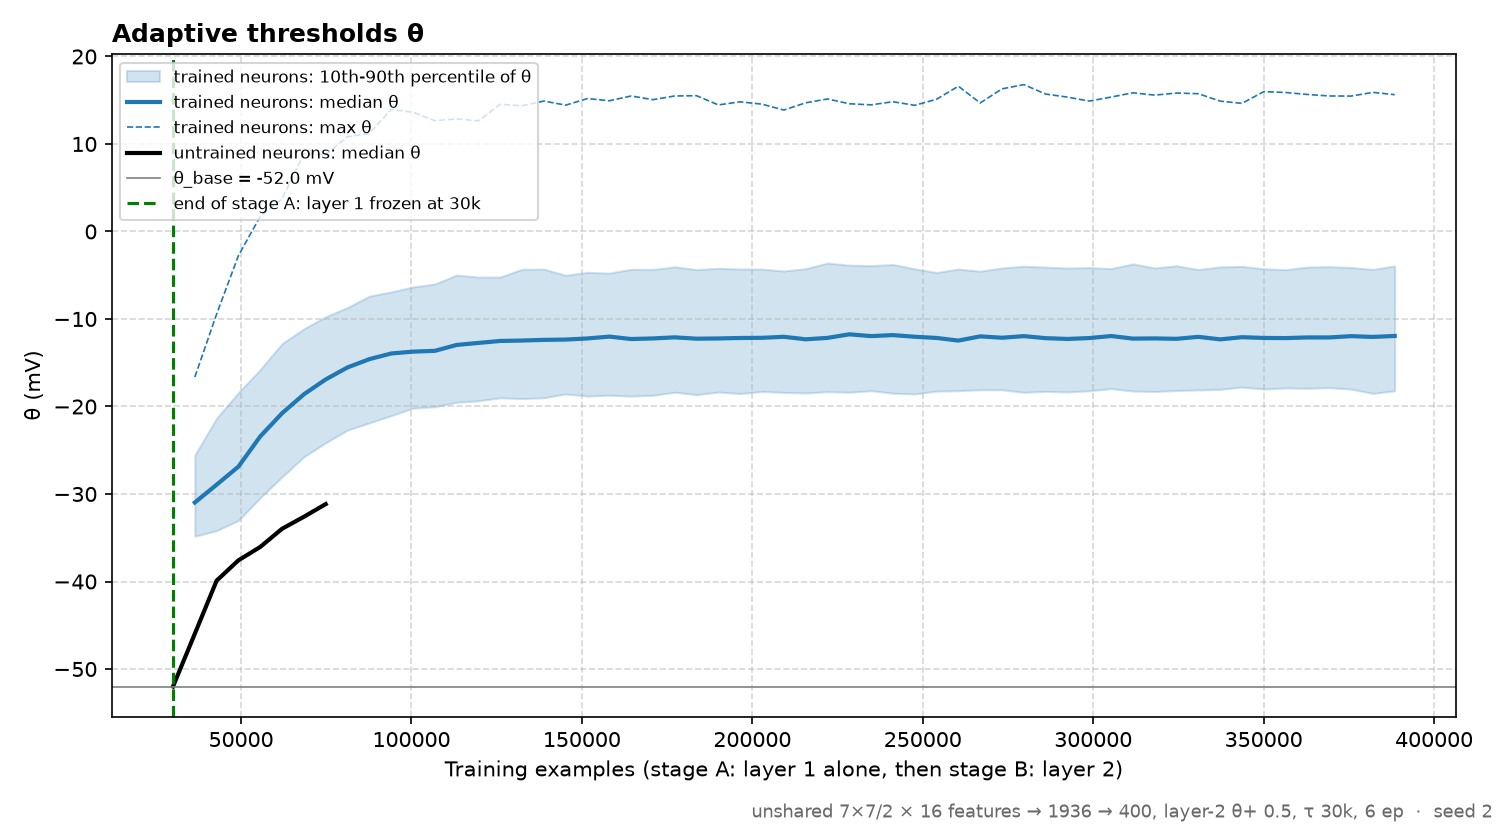 Adaptive thresholds θ
20
10
0
−10
−20
−30
−40
−50
θ (mV)
trained neurons: 10th-90th percentile of θ
trained neurons: median θ
trained neurons: max θ
untrained neurons: median θ
θ_base = -52.0 mV
end of stage A: layer 1 frozen at 30k
50000 100000 150000 200000 250000 300000 350000 400000
Training examples (stage A: layer 1 alone, then stage B: layer 2)
unshared 7×7/2 × 16 features → 1936 → 400, layer-2 θ+ 0.5, τ 30k, 6 ep · seed 2